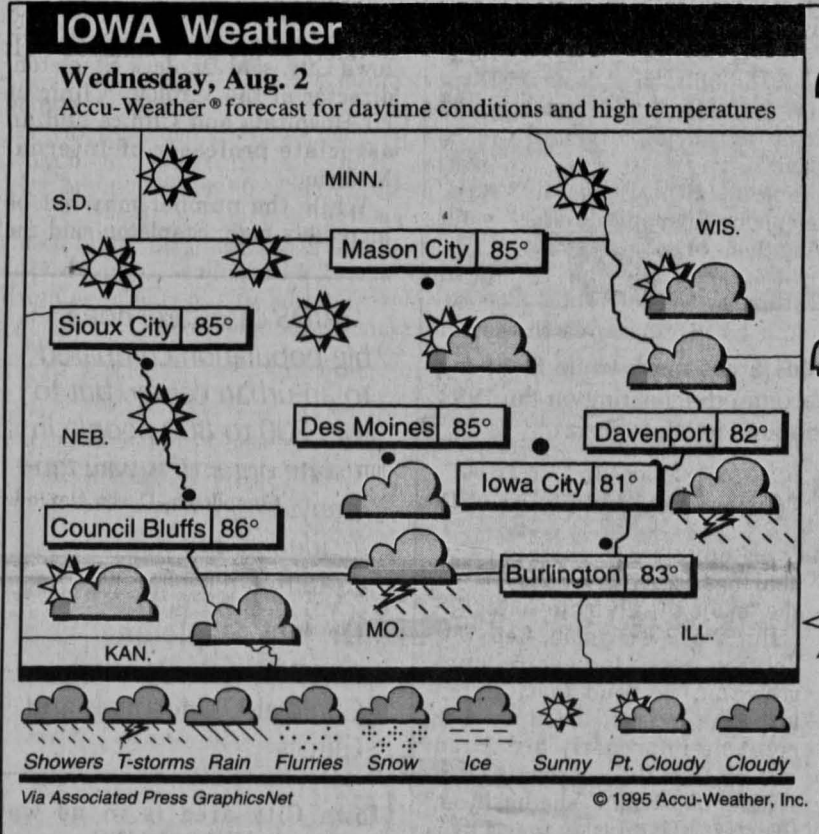 IOWA Weather
Wednesday, Aug. 2
Accu-Weather® forecast for daytime conditions and high temperatures
MINN.
S.D.
WIS.
Mason City 85°
Sioux City 85°
NEB.
Des Moines 85°
Davenport 82°
Iowa City 81°
Council Bluffs 86°
Burlington 83°
MO.
ILL.
KAN.
Showers T-storms Rain Flurries Snow Ice Sunny Pt. Cloudy Cloudy
Via Associated Press GraphicsNet © 1995 Accu-Weather, Inc.